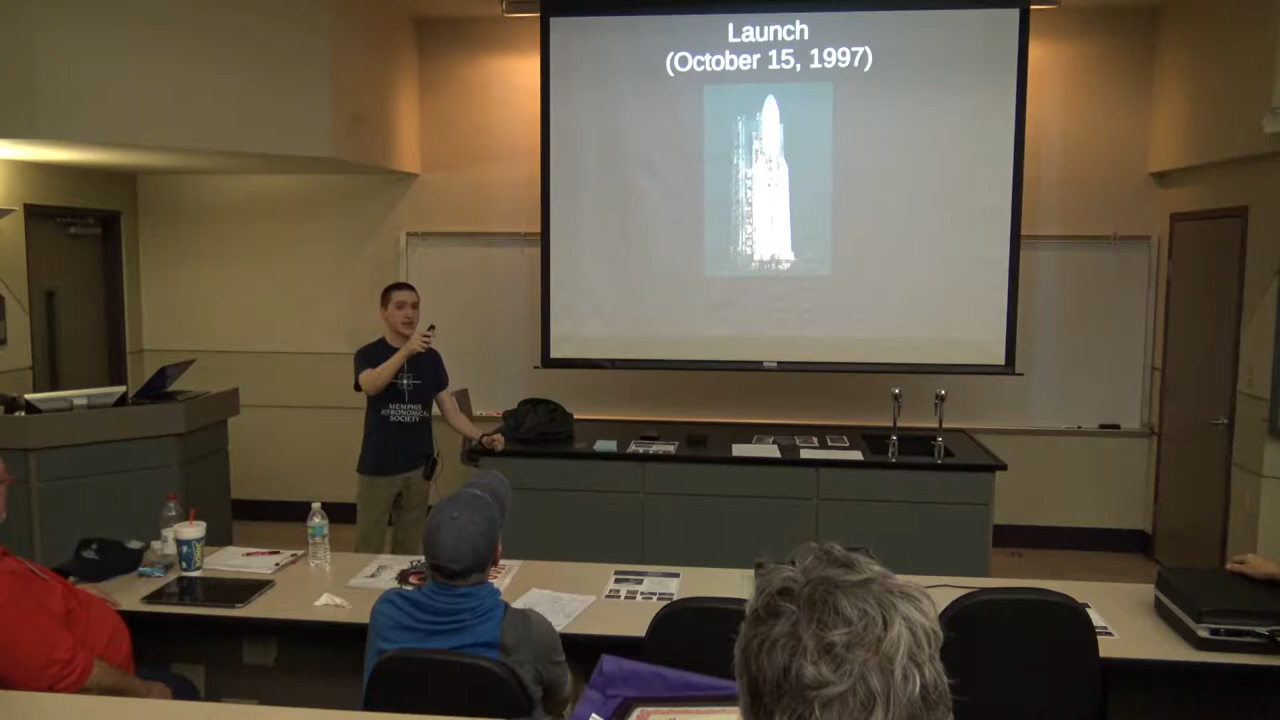 Launch
(October 15, 1997)
MEMPHIS
ASTRONOMICAL
SOCIETY